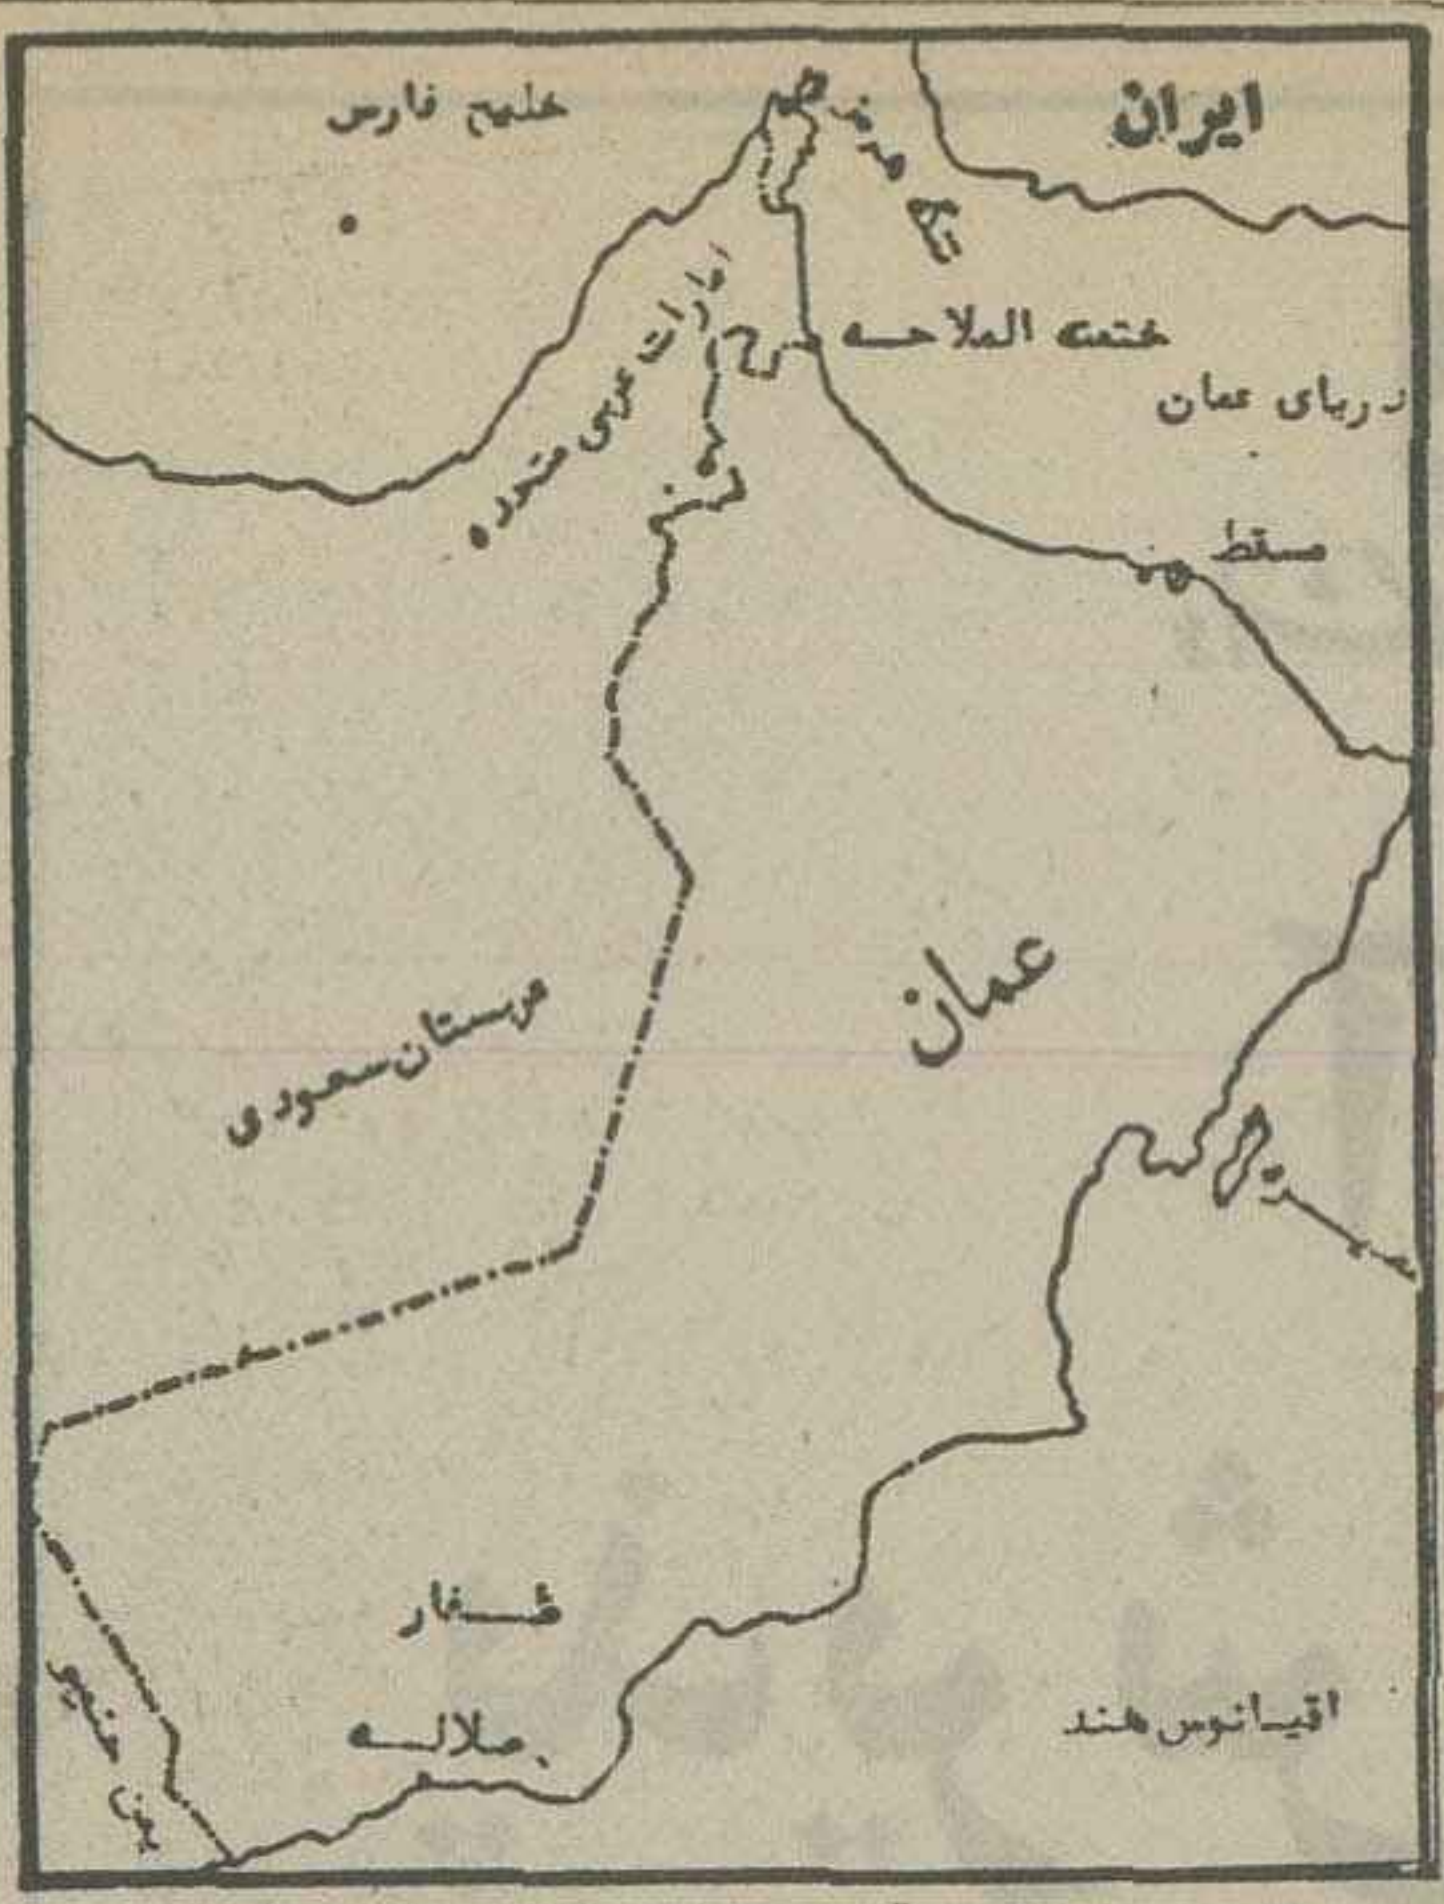 ایران
خلیج فارس
تنگه هرمز
امارات عربی متحده
ختمت الملاحه
دریای عمان
مسقط
عمان
عربستان سعودی
ظفار
صلاله
اقیانوس هند
یمن جنوبی